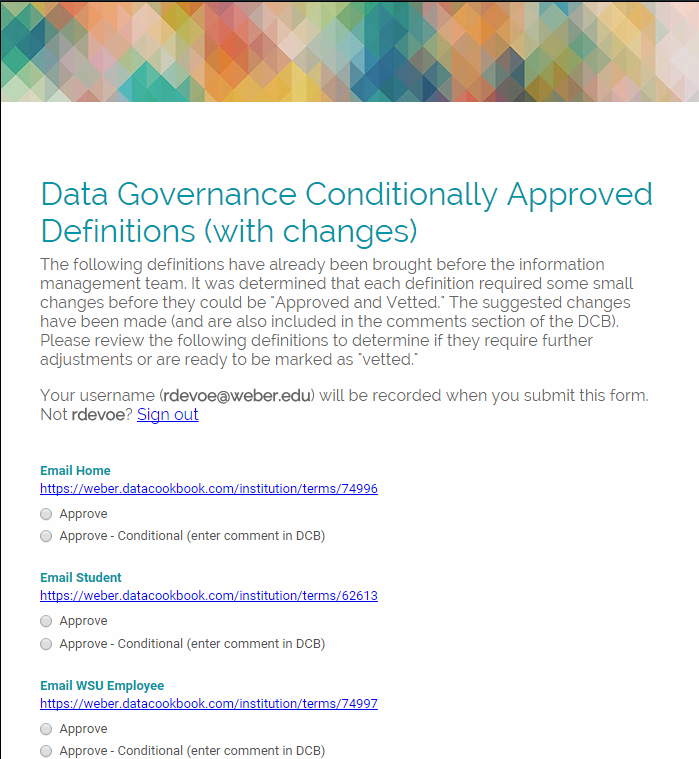 Data Governance Conditionally Approved
Definitions (with changes)
The following definitions have already been brought before the information
management team. It was determined that each definition required some small
changes before they could be "Approved and Vetted." The suggested changes
have been made (and are also included in the comments section of the DCB).
Please review the following definitions to determine if they require further
adjustments or are ready to be marked as "vetted."
Your username (rdevoe@weber.edu) will be recorded when you submit this form.
Not rdevoe? Sign out
Email Home
https://weber.datacookbook.com/institution/terms/74996
Approve
Approve - Conditional (enter comment in DCB)
Email Student
https://weber.datacookbook.com/institution/terms/62613
Approve
Approve - Conditional (enter comment in DCB)
Email WSU Employee
https://weber.datacookbook.com/institution/terms/74997
Approve
Approve - Conditional (enter comment in DCB)